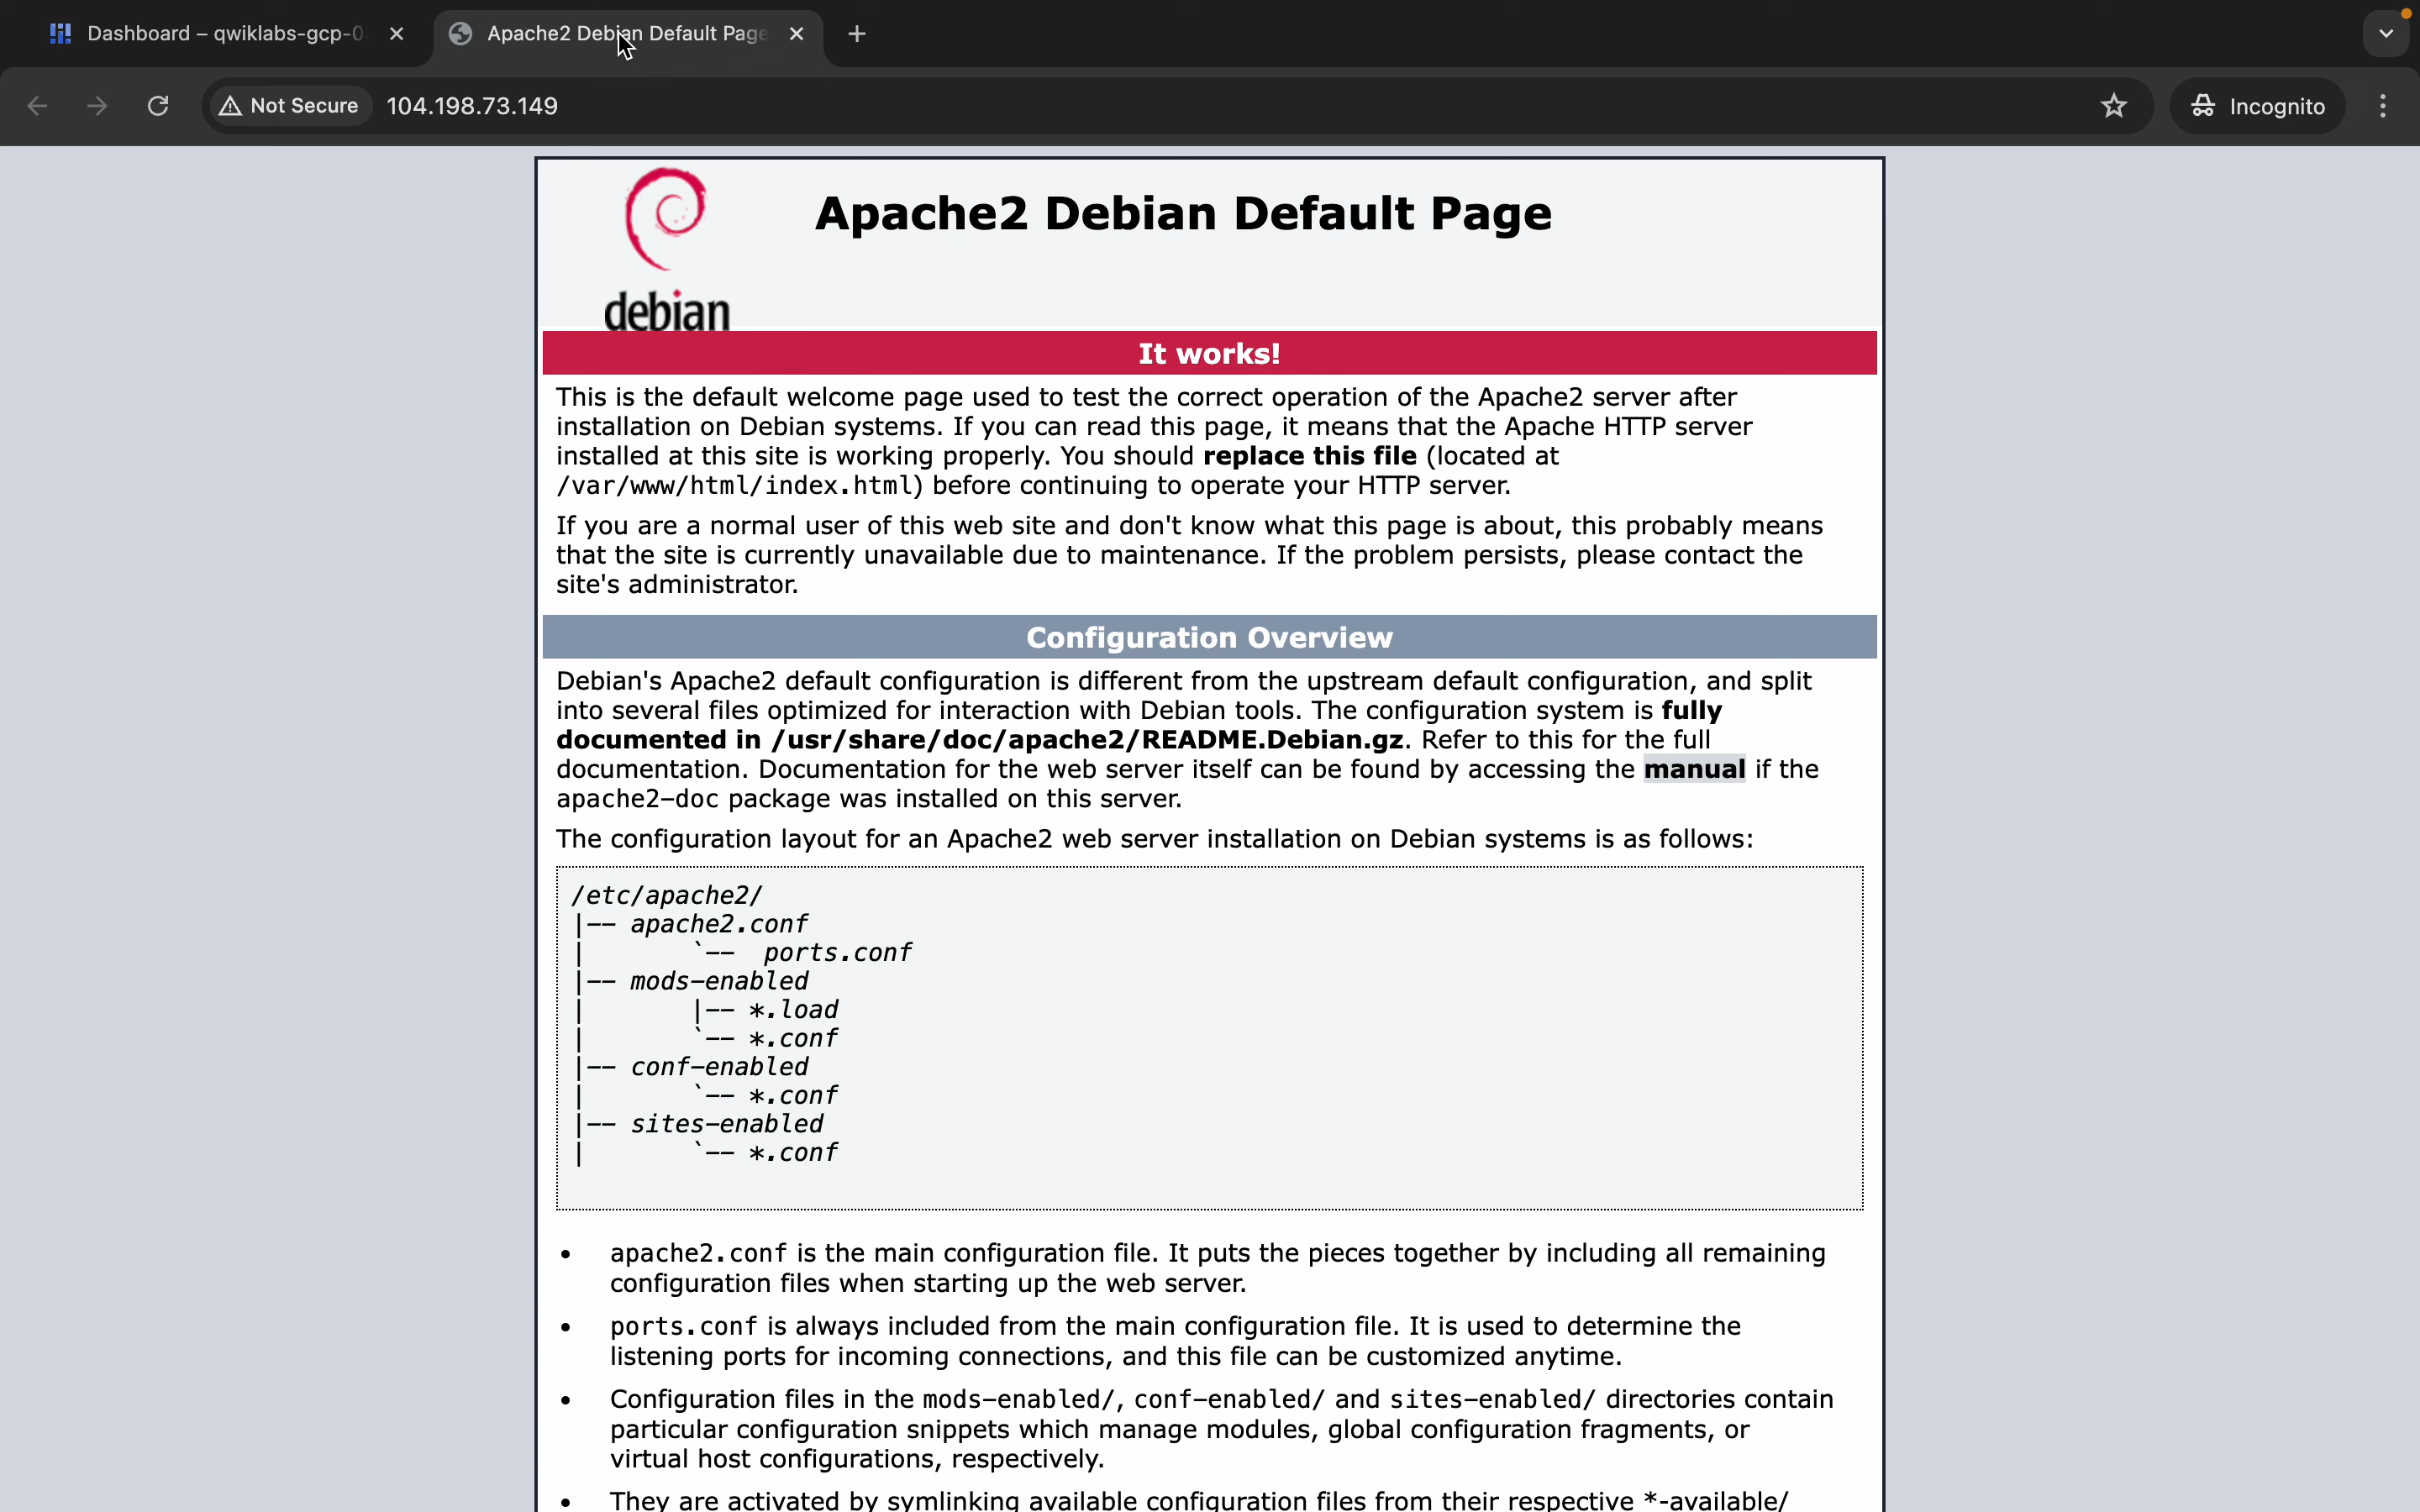 Dashboard – qwiklabs-gcp-0
Apache2 Debian Default Page
Not Secure
104.198.73.149
Incognito
debian
Apache2 Debian Default Page
It works!
This is the default welcome page used to test the correct operation of the Apache2 server after
installation on Debian systems. If you can read this page, it means that the Apache HTTP server
installed at this site is working properly. You should replace this file (located at
/var/www/html/index.html) before continuing to operate your HTTP server.
If you are a normal user of this web site and don't know what this page is about, this probably means
that the site is currently unavailable due to maintenance. If the problem persists, please contact the
site's administrator.
Configuration Overview
Debian's Apache2 default configuration is different from the upstream default configuration, and split
into several files optimized for interaction with Debian tools. The configuration system is fully
documented in /usr/share/doc/apache2/README.Debian.gz. Refer to this for the full
documentation. Documentation for the web server itself can be found by accessing the manual if the
apache2-doc package was installed on this server.
The configuration layout for an Apache2 web server installation on Debian systems is as follows:
/etc/apache2/
|-- apache2.conf
|       `--  ports.conf
|-- mods-enabled
|       |-- *.load
|       `-- *.conf
|-- conf-enabled
|       `-- *.conf
|-- sites-enabled
|       `-- *.conf
• apache2.conf is the main configuration file. It puts the pieces together by including all remaining
configuration files when starting up the web server.
• ports.conf is always included from the main configuration file. It is used to determine the
listening ports for incoming connections, and this file can be customized anytime.
• Configuration files in the mods-enabled/, conf-enabled/ and sites-enabled/ directories contain
particular configuration snippets which manage modules, global configuration fragments, or
virtual host configurations, respectively.
• They are activated by symlinking available configuration files from their respective *-available/